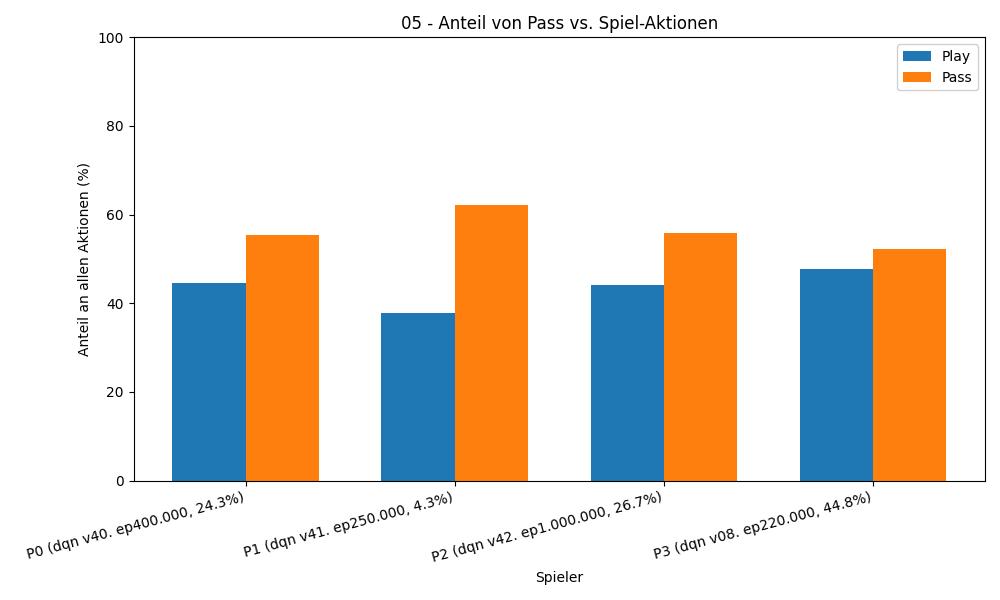 05 - Anteil von Pass vs. Spiel-Aktionen
Play
Pass
Anteil an allen Aktionen (%)
100
80
60
40
20
0
P0 (dqn v40. ep400.000, 24.3%)
P1 (dqn v41. ep250.000, 4.3%)
P2 (dqn v42. ep1.000.000, 26.7%)
P3 (dqn v08. ep220.000, 44.8%)
Spieler